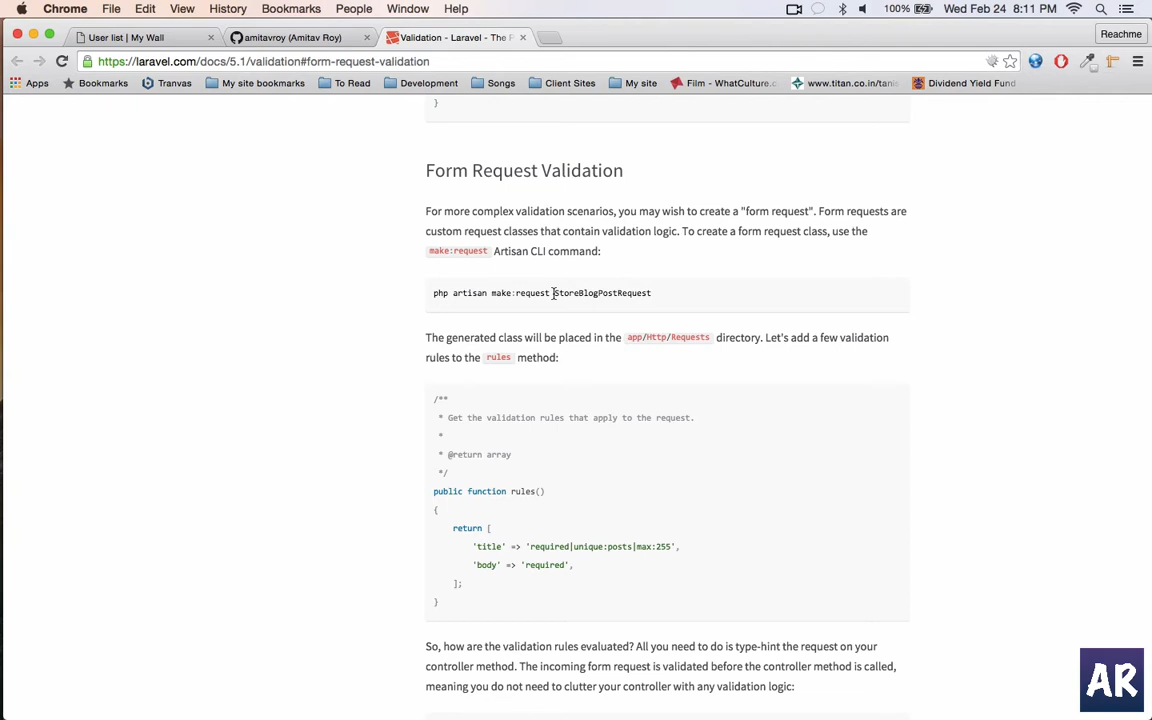 Chrome File Edit View History Bookmarks People Window Help 100% Wed Feb 24 8:11 PM
User list | My Wall
amitavroy (Amitav Roy)
Validation - Laravel - The F
Reachme
https://laravel.com/docs/5.1/validation#form-request-validation
Apps Bookmarks Tranvas My site bookmarks To Read Development Songs Client Sites My site Film - WhatCulture.c www.titan.co.in/tanis Dividend Yield Fund
}
Form Request Validation
For more complex validation scenarios, you may wish to create a "form request". Form requests are
custom request classes that contain validation logic. To create a form request class, use the
make:request Artisan CLI command:
php artisan make:request StoreBlogPostRequest
The generated class will be placed in the app/Http/Requests directory. Let's add a few validation
rules to the rules method:
/**
* Get the validation rules that apply to the request.
*
* @return array
*/
public function rules()
{
return [
'title' => 'required|unique:posts|max:255',
'body' => 'required',
];
}
So, how are the validation rules evaluated? All you need to do is type-hint the request on your
controller method. The incoming form request is validated before the controller method is called,
meaning you do not need to clutter your controller with any validation logic:
AR